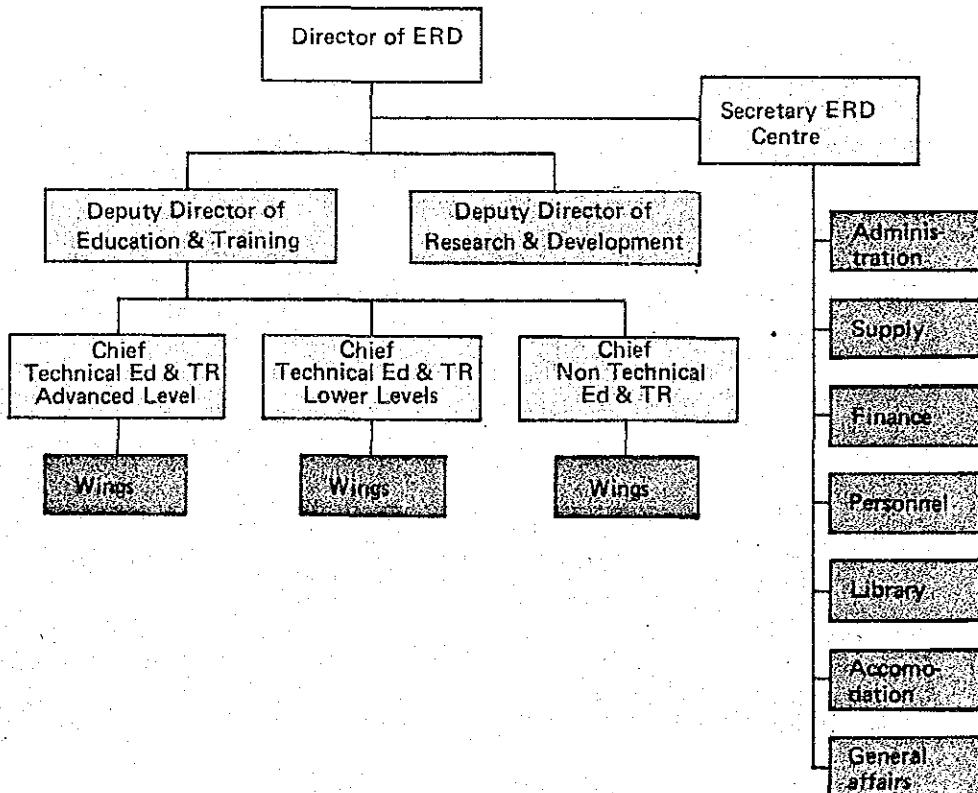 Director of ERD
Secretary ERD
Centre
Deputy Director of
Education & Training
Deputy Director of
Research & Development
Chief
Technical Ed & TR
Advanced Level
Chief
Technical Ed & TR
Lower Levels
Chief
Non Technical
Ed & TR
Wings
Wings
Wings
Adminis-
tration
Supply
Finance
Personnel
Library
Accomo-
dation
General
affairs